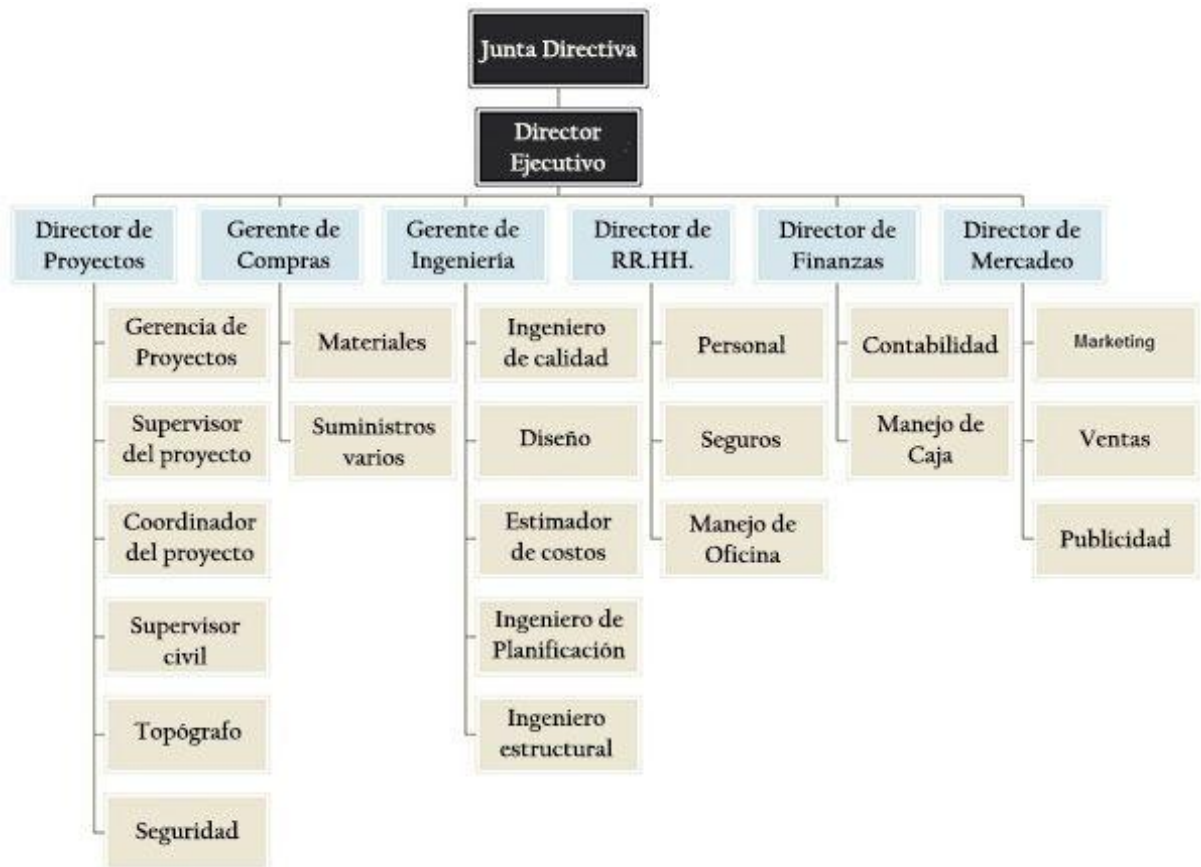 Junta Directiva
Director
Ejecutivo
Director de
Proyectos
Gerente de
Compras
Gerente de
Ingeniería
Director de
RR.HH.
Director de
Finanzas
Director de
Mercadeo
Gerencia de
Proyectos
Supervisor
del proyecto
Coordinador
del proyecto
Supervisor
civil
Topógrafo
Seguridad
Materiales
Suministros
varios
Ingeniero
de calidad
Diseño
Estimador
de costos
Ingeniero de
Planificación
Ingeniero
estructural
Personal
Seguros
Manejo de
Oficina
Contabilidad
Manejo de
Caja
Marketing
Ventas
Publicidad